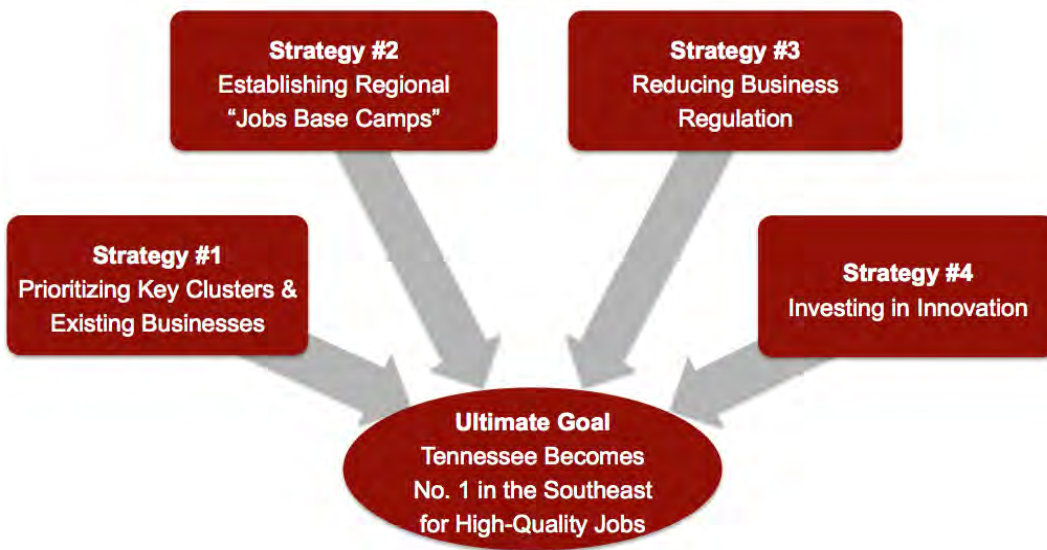 Strategy #1
Prioritizing Key Clusters &
Existing Businesses
Strategy #2
Establishing Regional
“Jobs Base Camps”
Strategy #3
Reducing Business
Regulation
Strategy #4
Investing in Innovation
Ultimate Goal
Tennessee Becomes
No. 1 in the Southeast
for High-Quality Jobs